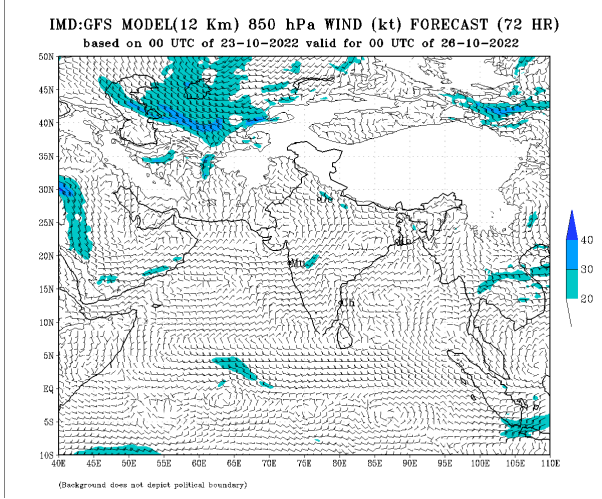 IMD:GFS MODEL(12 Km) 850 hPa WIND (kt) FORECAST (72 HR)
based on 00 UTC of 23-10-2022 valid for 00 UTC of 26-10-2022
50N
45N
40N
35N
30N
25N
20N
15N
10N
5N
EQ
5S
10S
40E 45E 50E 55E 60E 65E 70E 75E 80E 85E 90E 95E 100E 105E 110E
40
30
20
(Background does not depict political boundary)